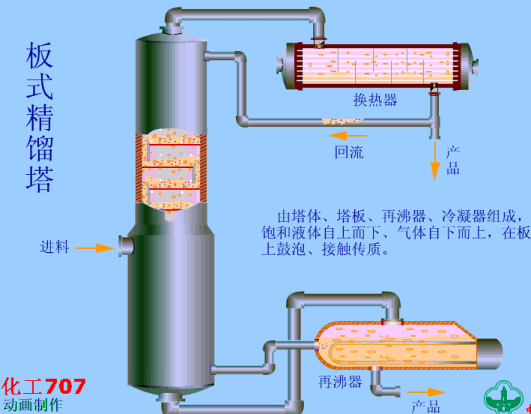 板式精馏塔
换热器
回流
产品
由塔体、塔板、再沸器、冷凝器组成，
饱和液体自上而下、气体自下而上，在板
上鼓泡、接触传质。
进料
再沸器
产品
化工707
动画制作